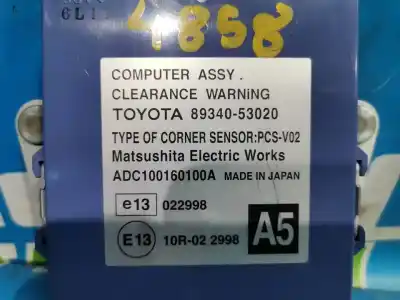 6L1
4858
COMPUTER ASSY.
CLEARANCE WARNiNG
TOYOTA 89340-53020
TYPE OF CORNER SENSOR:PCS-V02
Matsushita Electric Works
ADC100160100A MADE IN JAPAN
e13 022998
E13 10R-02 2998
A5